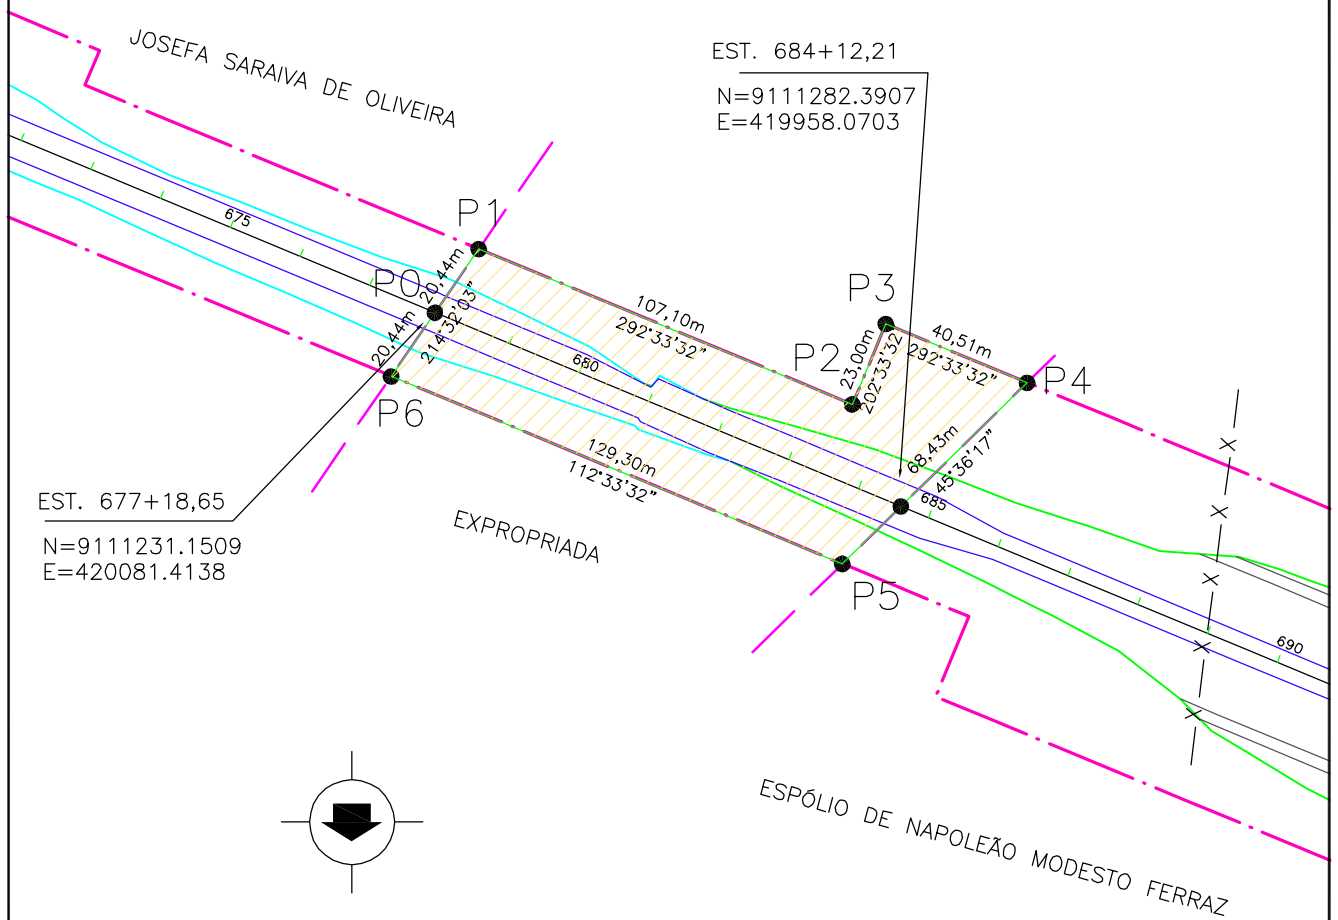 JOSEFA SARAIVA DE OLIVEIRA
EST. 684+12,21
N=9111282.3907
E=419958.0703
675
P1
P0
20,44m
214°32'03"
20,44m
P6
107,10m
292°33'32"
680
P3
P2
23,00m
202°33'32
40,51m
292°33'32"
P4
68,43m
45°36'17"
685
129,30m
112°33'32"
P5
EST. 677+18,65
N=9111231.1509
E=420081.4138
EXPROPRIADA
X
X
X
X
X
690
ESPÓLIO DE NAPOLEÃO MODESTO FERRAZ